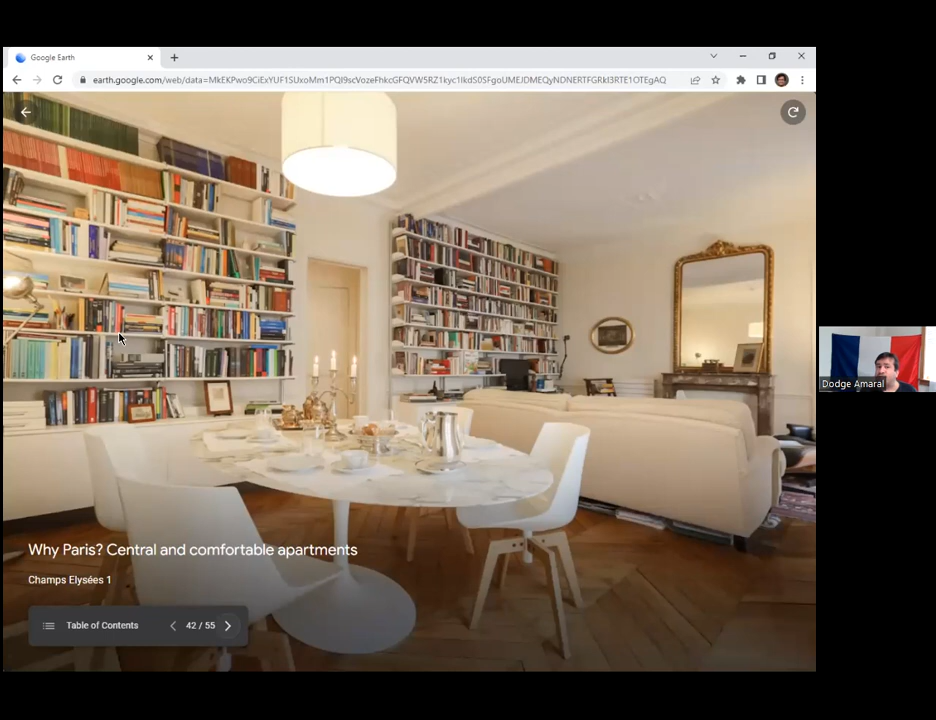 Google Earth
earth.google.com/web/data=MkEKPwo9CiExYUF1SUxoMm1PQI9scVozeFhkcGFQVW5RZ1kyc1lkdS0SFgoUMEJDMEQyNDNERTFGRkI3RTE1OTEgAQ
Why Paris? Central and comfortable apartments
Champs Elysées 1
Table of Contents
42 / 55
Dodge Amaral